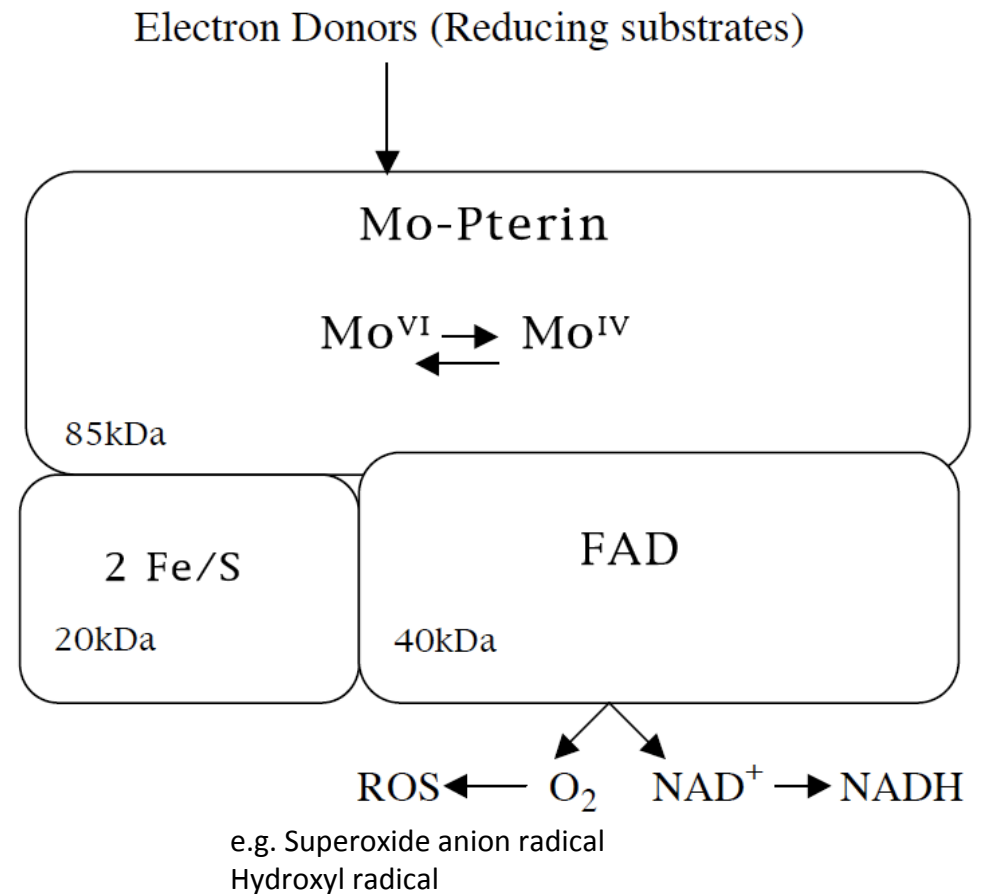 Electron Donors (Reducing substrates)
Mo-Pterin
Mo^VI Mo^IV
85kDa
2 Fe/S
FAD
20kDa
40kDa
ROS O₂ NAD⁺ NADH
e.g. Superoxide anion radical
Hydroxyl radical